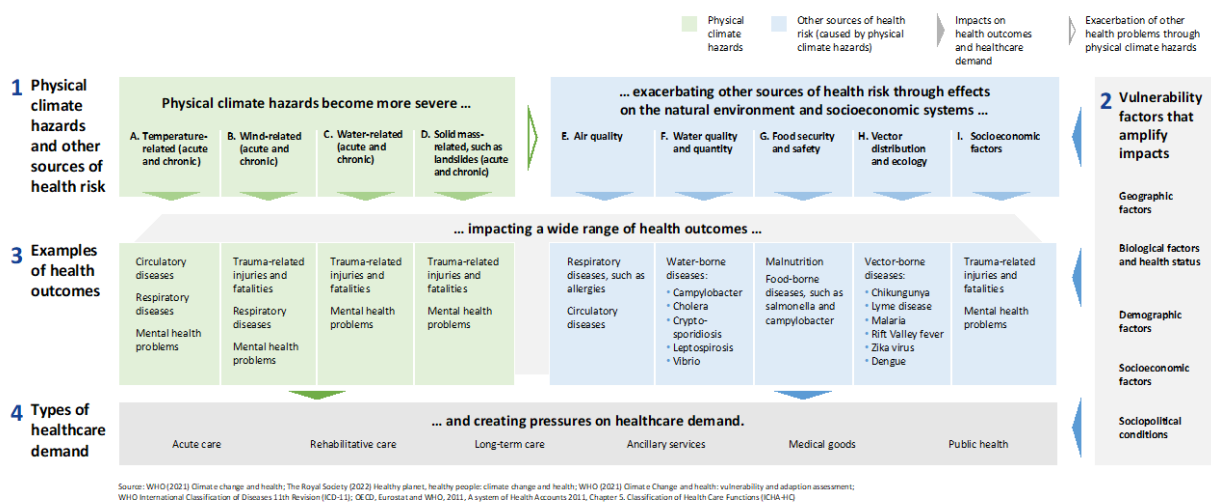 Physical
climate
hazards
Other sources of health
risk (caused by physical
climate hazards)
Impacts on
health outcomes
and healthcare
demand
Exacerbation of other
health problems through
physical climate hazards
1 Physical
climate
hazards
and other
sources of
health risk
Physical climate hazards become more severe ...
A. Temperature-
related (acute
and chronic)
B. Wind-related
(acute and
chronic)
C. Water-related
(acute and
chronic)
D. Solid mass-
related, such as
landslides (acute
and chronic)
... exacerbating other sources of health risk through effects
on the natural environment and socioeconomic systems ...
E. Air quality
F. Water quality
and quantity
G. Food security
and safety
H. Vector
distribution
and ecology
I. Socioeconomic
factors
2 Vulnerability
factors that
amplify
impacts
Geographic
factors
Biological factors
and health status
Demographic
factors
Socioeconomic
factors
Sociopolitical
conditions
... impacting a wide range of health outcomes ...
3 Examples
of health
outcomes
Circulatory
diseases
Respiratory
diseases
Mental health
problems
Trauma-related
injuries and
fatalities
Respiratory
diseases
Mental health
problems
Trauma-related
injuries and
fatalities
Mental health
problems
Trauma-related
injuries and
fatalities
Mental health
problems
Respiratory
diseases, such as
allergies
Circulatory
diseases
Water-borne
diseases:
• Campylobacter
• Cholera
• Crypto-
sporidiosis
• Leptospirosis
• Vibrio
Malnutrition
Food-borne
diseases, such as
salmonella and
campylobacter
Vector-borne
diseases:
• Chikungunya
• Lyme disease
• Malaria
• Rift Valley fever
• Zika virus
• Dengue
Trauma-related
injuries and
fatalities
Mental health
problems
4 Types of
healthcare
demand
... and creating pressures on healthcare demand.
Acute care
Rehabilitative care
Long-term care
Ancillary services
Medical goods
Public health
Source: WHO (2021) Climate change and health; The Royal Society (2022) Healthy planet, healthy people: climate change and health; WHO (2021) Climate Change and health: vulnerability and adaption assessment;
WHO International Classification of Diseases 11th Revision (ICD-11); OECD, Eurostat and WHO, 2011, A system of Health Accounts 2011, Chapter 5. Classification of Health Care Functions (ICHA-HC)